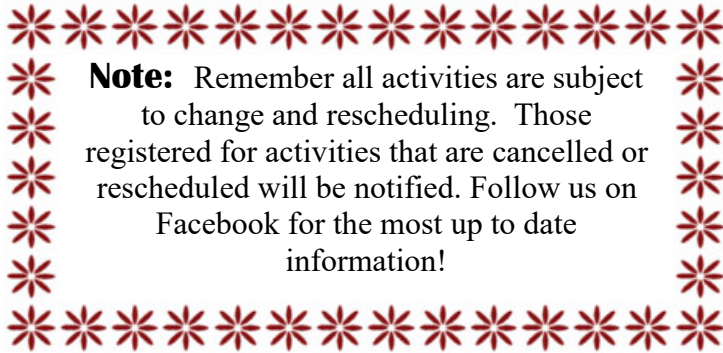 Note: Remember all activities are subject
to change and rescheduling. Those
registered for activities that are cancelled or
rescheduled will be notified. Follow us on
Facebook for the most up to date
information!